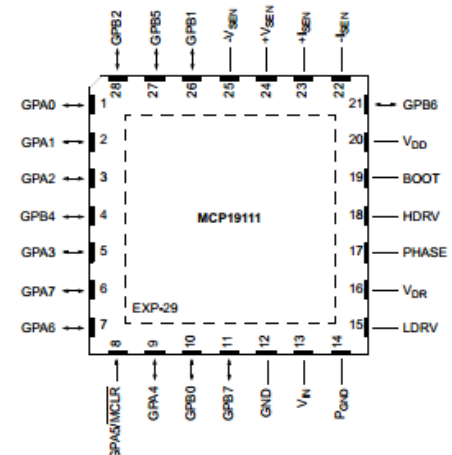 GPB2
GPB5
GPB1
-VSEN
+VSEN
+ISEN
-ISEN
28
27
26
25
24
23
22
GPA0 1
GPA1 2
GPA2 3
GPB4 4
GPA3 5
GPA7 6
GPA6 7
MCP19111
EXP-29
21 GPB6
20 VDD
19 BOOT
18 HDRV
17 PHASE
16 VDR
15 LDRV
8
9
10
11
12
13
14
GPA5/MCLR
GPA4
GPB0
GPB7
GND
VIN
PGND